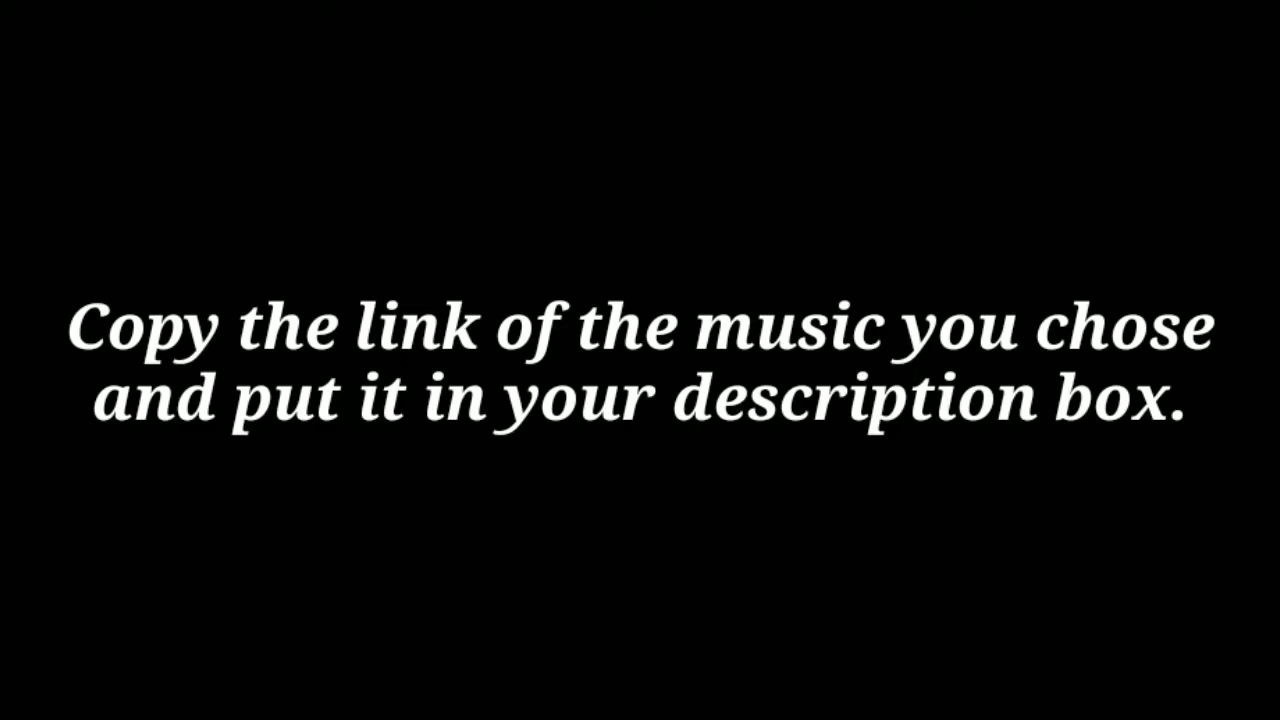 Copy the link of the music you chose
and put it in your description box.